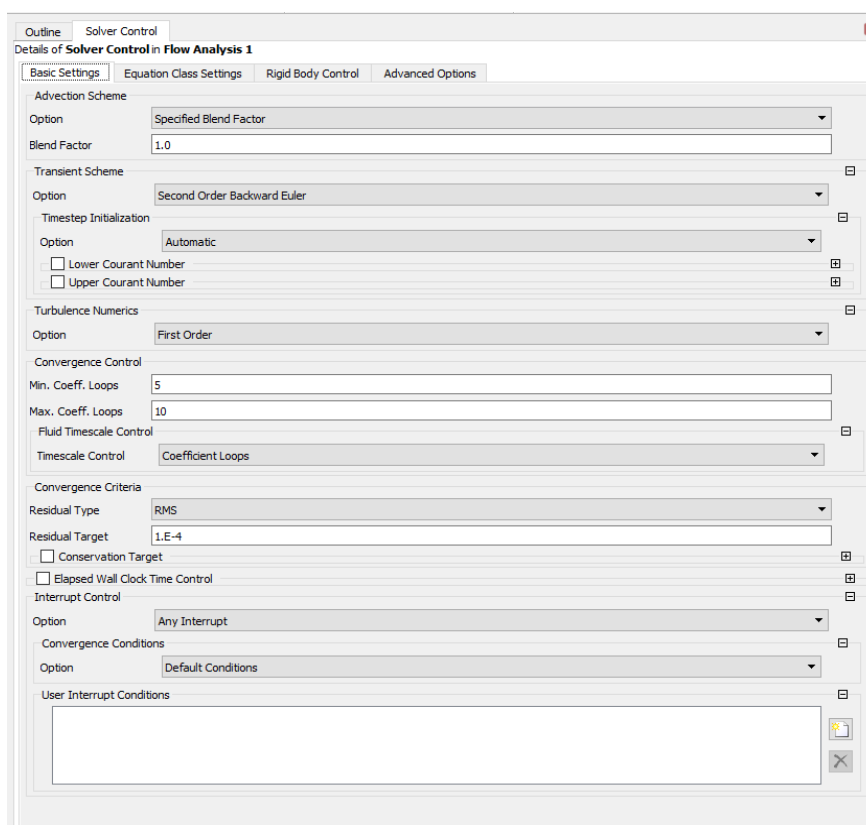 Outline Solver Control
Details of Solver Control in Flow Analysis 1
Basic Settings Equation Class Settings Rigid Body Control Advanced Options
Advection Scheme
Option Specified Blend Factor
Blend Factor 1.0
Transient Scheme
Option Second Order Backward Euler
Timestep Initialization
Option Automatic
Lower Courant Number
Upper Courant Number
Turbulence Numerics
Option First Order
Convergence Control
Min. Coeff. Loops 5
Max. Coeff. Loops 10
Fluid Timescale Control
Timescale Control Coefficient Loops
Convergence Criteria
Residual Type RMS
Residual Target 1.E-4
Conservation Target
Elapsed Wall Clock Time Control
Interrupt Control
Option Any Interrupt
Convergence Conditions
Option Default Conditions
User Interrupt Conditions